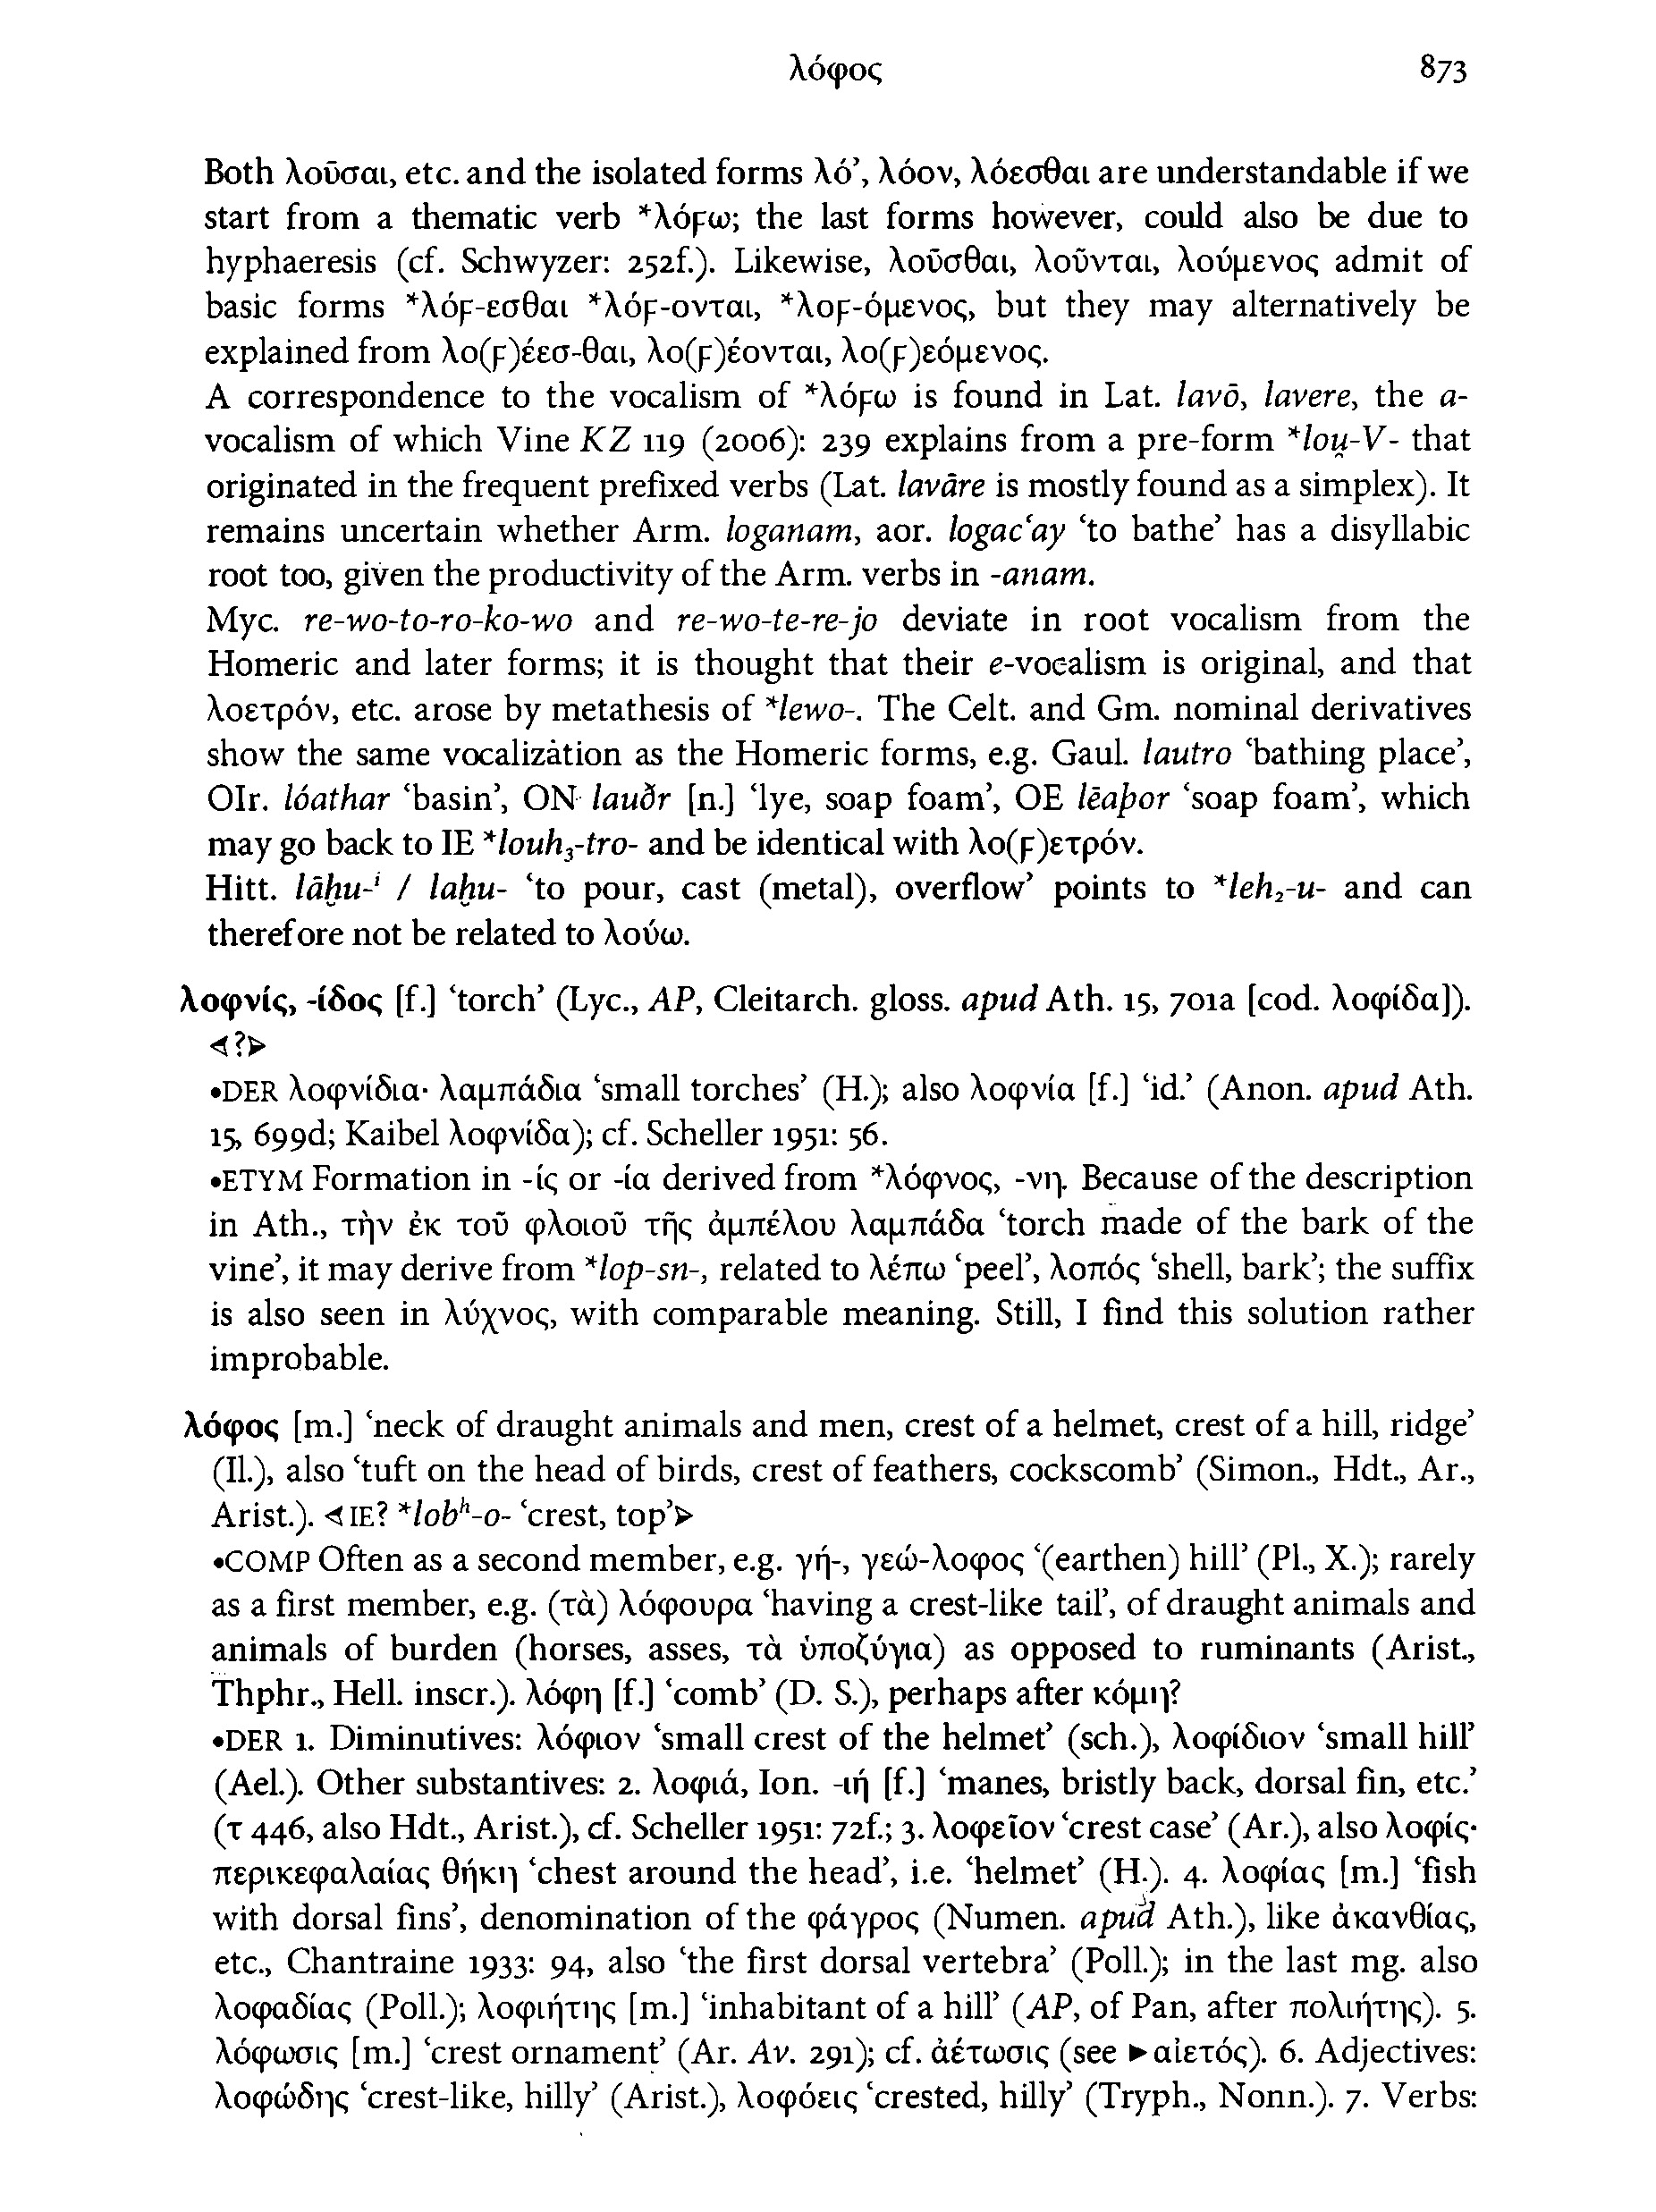 λόφος 873
Both λοῦσαι, etc. and the isolated forms λό’, λόον, λόεσθαι are understandable if we
start from a thematic verb *λόϝω; the last forms however, could also be due to
hyphaeresis (cf. Schwyzer: 252f.). Likewise, λοῦσθαι, λοῦνται, λούμενος admit of
basic forms *λόϝ-εσθαι *λόϝ-ονται, *λοϝ-όμενος, but they may alternatively be
explained from λο(ϝ)έεσ-θαι, λο(ϝ)έονται, λο(ϝ)εόμενος.
A correspondence to the vocalism of *λόϝω is found in Lat. lavō, lavere, the a-
vocalism of which Vine KZ 119 (2006): 239 explains from a pre-form *lou̯-V- that
originated in the frequent prefixed verbs (Lat. lavāre is mostly found as a simplex). It
remains uncertain whether Arm. loganam, aor. logacʻay ‘to bathe’ has a disyllabic
root too, given the productivity of the Arm. verbs in -anam.
Myc. re-wo-to-ro-ko-wo and re-wo-te-re-jo deviate in root vocalism from the
Homeric and later forms; it is thought that their e-vocalism is original, and that
λοετρόν, etc. arose by metathesis of *lewo-. The Celt. and Gm. nominal derivatives
show the same vocalization as the Homeric forms, e.g. Gaul. lautro ‘bathing place’,
OIr. lóathar ‘basin’, ON lauðr [n.] ‘lye, soap foam’, OE lēaþor ‘soap foam’, which
may go back to IE *louh₃-tro- and be identical with λο(ϝ)ετρόν.
Hitt. lāḫu-ⁱ / laḫu- ‘to pour, cast (metal), overflow’ points to *leh₂-u- and can
therefore not be related to λούω.
λοφνίς, -ίδος [f.] ‘torch’ (Lyc., AP, Cleitarch. gloss. apud Ath. 15, 701a [cod. λοφίδα]).
⊲?⊳
•DER λοφνίδια· λαμπάδια ‘small torches’ (H.); also λοφνία [f.] ‘id.’ (Anon. apud Ath.
15, 699d; Kaibel λοφνίδα); cf. Scheller 1951: 56.
•ETYM Formation in -ίς or -ία derived from *λόφνος, -νη. Because of the description
in Ath., τὴν ἐκ τοῦ φλοιοῦ τῆς ἀμπέλου λαμπάδα ‘torch made of the bark of the
vine’, it may derive from *lop-sn-, related to λέπω ‘peel’, λοπός ‘shell, bark’; the suffix
is also seen in λύχνος, with comparable meaning. Still, I find this solution rather
improbable.
λόφος [m.] ‘neck of draught animals and men, crest of a helmet, crest of a hill, ridge’
(Il.), also ‘tuft on the head of birds, crest of feathers, cockscomb’ (Simon., Hdt., Ar.,
Arist.). ⊲IE? *lobʰ-o- ‘crest, top’⊳
•COMP Often as a second member, e.g. γή-, γεώ-λοφος ‘(earthen) hill’ (Pl., X.); rarely
as a first member, e.g. (τὰ) λόφουρα ‘having a crest-like tail’, of draught animals and
animals of burden (horses, asses, τὰ ὑποζύγια) as opposed to ruminants (Arist.,
Thphr., Hell. inscr.). λόφη [f.] ‘comb’ (D. S.), perhaps after κόμη?
•DER 1. Diminutives: λόφιον ‘small crest of the helmet’ (sch.), λοφίδιον ‘small hill’
(Ael.). Other substantives: 2. λοφιά, Ion. -ιή [f.] ‘manes, bristly back, dorsal fin, etc.’
(τ 446, also Hdt., Arist.), cf. Scheller 1951: 72f.; 3. λοφεῖον ‘crest case’ (Ar.), also λοφίς·
περικεφαλαίας θήκη ‘chest around the head’, i.e. ‘helmet’ (H.). 4. λοφίας [m.] ‘fish
with dorsal fins’, denomination of the φάγρος (Numen. apud Ath.), like ἀκανθίας,
etc., Chantraine 1933: 94, also ‘the first dorsal vertebra’ (Poll.); in the last mg. also
λοφαδίας (Poll.); λοφιήτης [m.] ‘inhabitant of a hill’ (AP, of Pan, after πολιήτης). 5.
λόφωσις [m.] ‘crest ornament’ (Ar. Av. 291); cf. ἀέτωσις (see ►αἰετός). 6. Adjectives:
λοφώδης ‘crest-like, hilly’ (Arist.), λοφόεις ‘crested, hilly’ (Tryph., Nonn.). 7. Verbs: